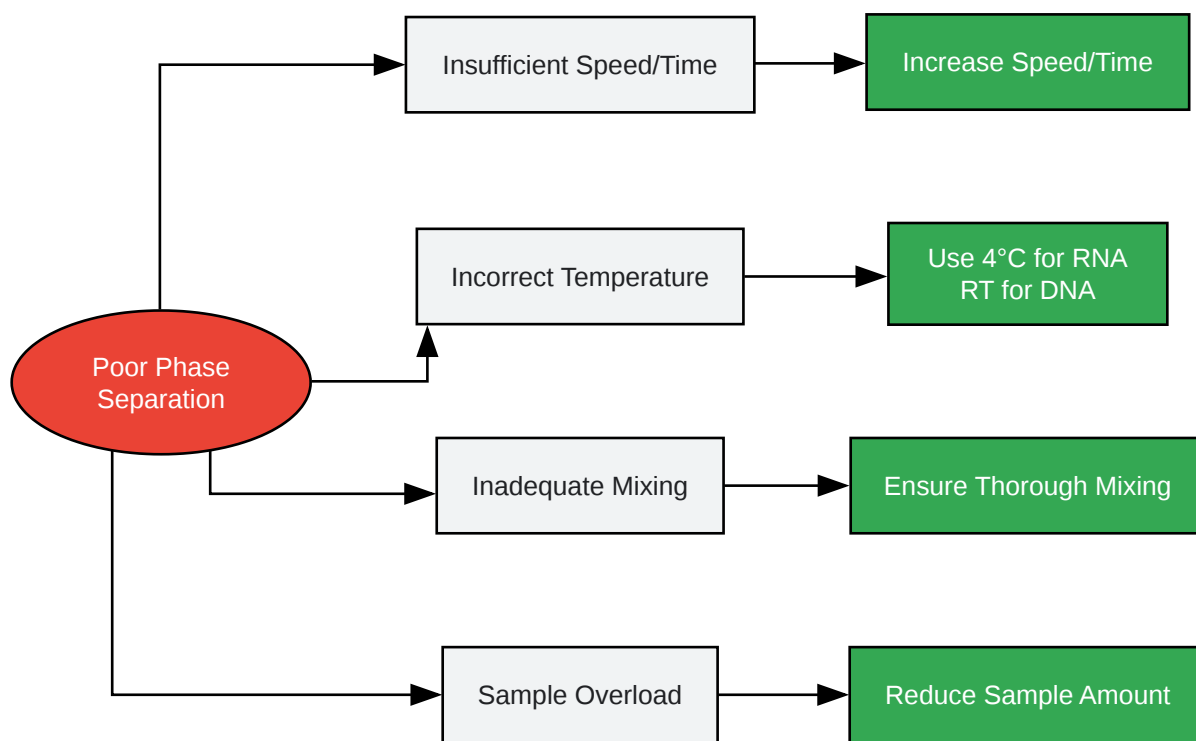 Insufficient Speed/Time
Increase Speed/Time
Incorrect Temperature
Use 4°C for RNA
RT for DNA
Poor Phase
Separation
Inadequate Mixing
Ensure Thorough Mixing
Sample Overload
Reduce Sample Amount